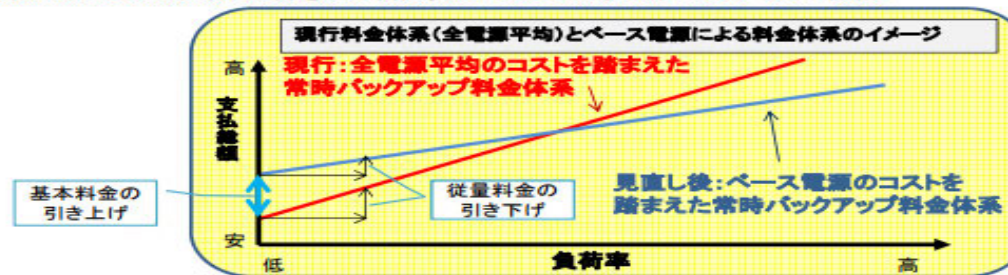 現行料金体系(全電源平均)とベース電源による料金体系のイメージ
高
現行:全電源平均のコストを踏まえた
常時バックアップ料金体系
支払総額
基本料金の
引き上げ
従量料金の
引き下げ
見直し後:ベース電源のコストを
踏まえた常時バックアップ料金体系
安
低
負荷率
高